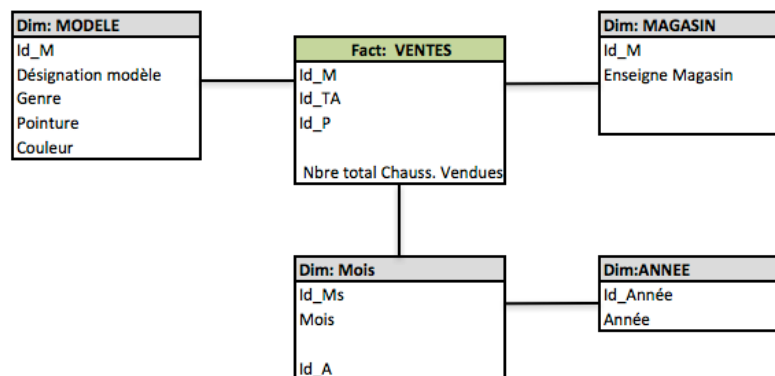 Dim: MODELE
Id_M
Désignation modèle
Genre
Pointure
Couleur
Fact: VENTES
Id_M
Id_TA
Id_P
Nbre total Chauss. Vendues
Dim: MAGASIN
Id_M
Enseigne Magasin
Dim: Mois
Id_Ms
Mois
Id_A
Dim:ANNEE
Id_Année
Année